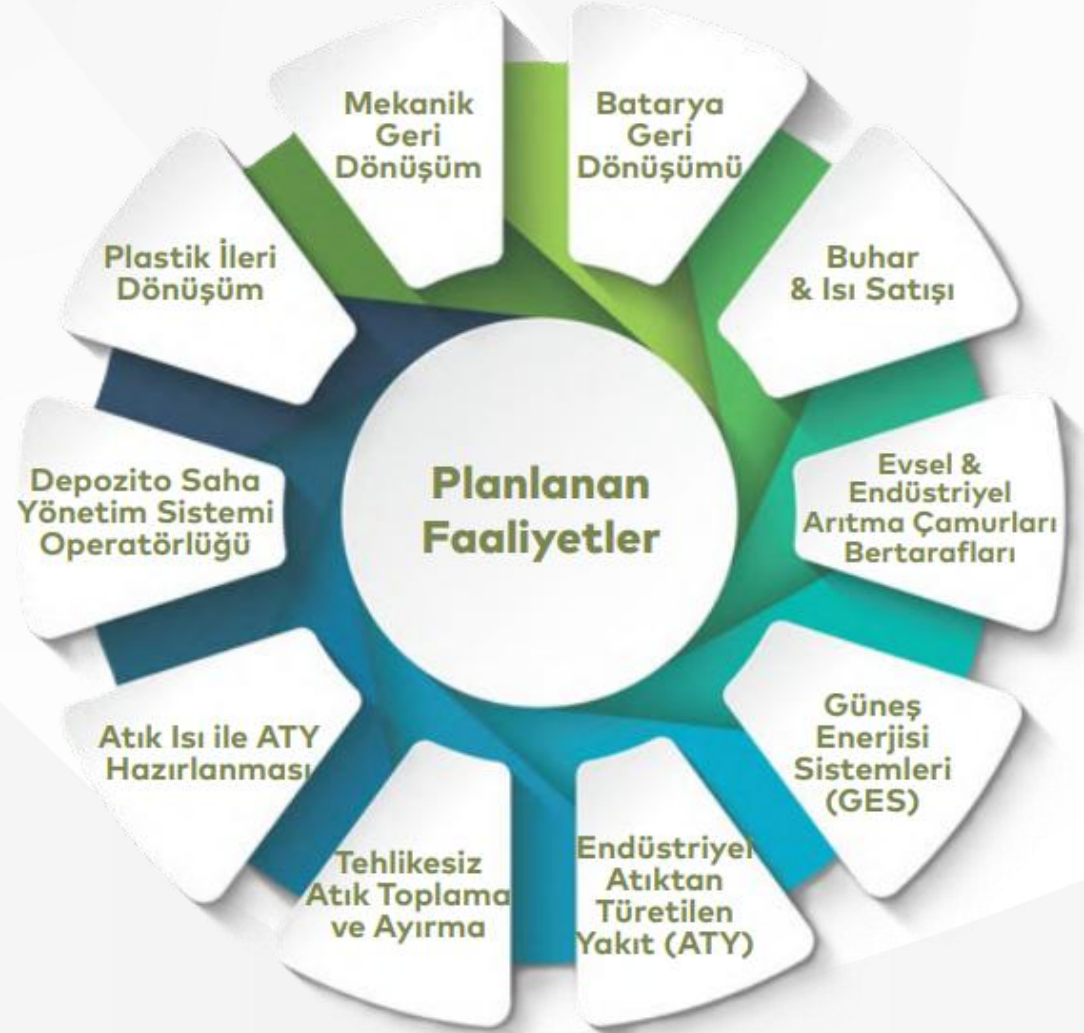 Mekanik
Geri
Dönüşüm
Batarya
Geri
Dönüşümü
Buhar
& Isı Satışı
Evsel &
Endüstriyel
Arıtma Çamurları
Bertarafları
Güneş
Enerjisi
Sistemleri
(GES)
Endüstriyel
Atıktan
Türetilen
Yakıt (ATY)
Tehlikesiz
Atık Toplama
ve Ayırma
Atık Isı ile ATY
Hazırlanması
Depozito Saha
Yönetim Sistemi
Operatörlüğü
Plastik İleri
Dönüşüm
Planlanan
Faaliyetler